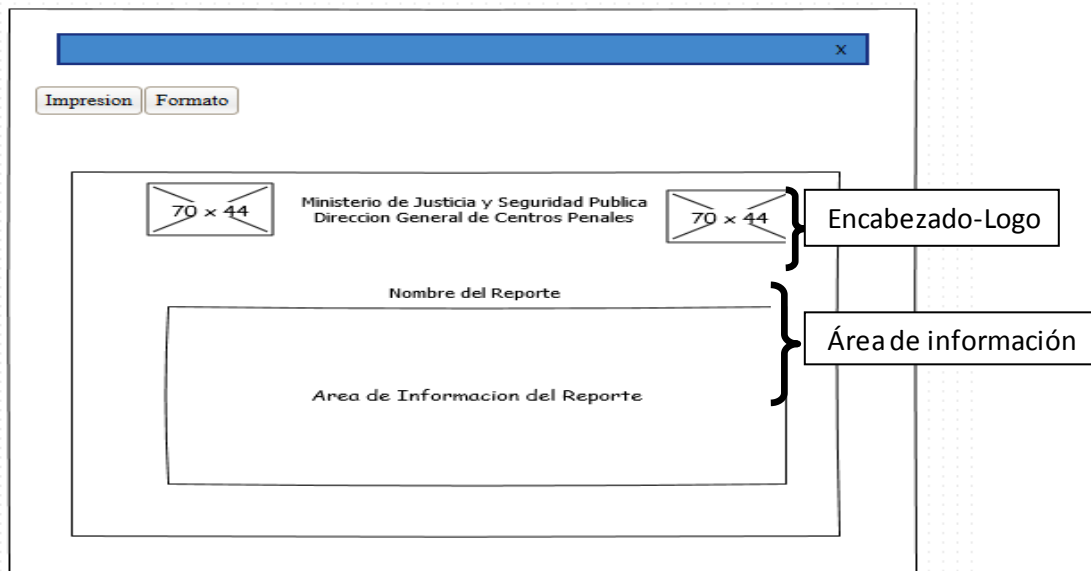 x
Impresion Formato
70 x 44
Ministerio de Justicia y Seguridad Publica
Direccion General de Centros Penales
70 x 44
Encabezado-Logo
Nombre del Reporte
Área de información
Area de Informacion del Reporte